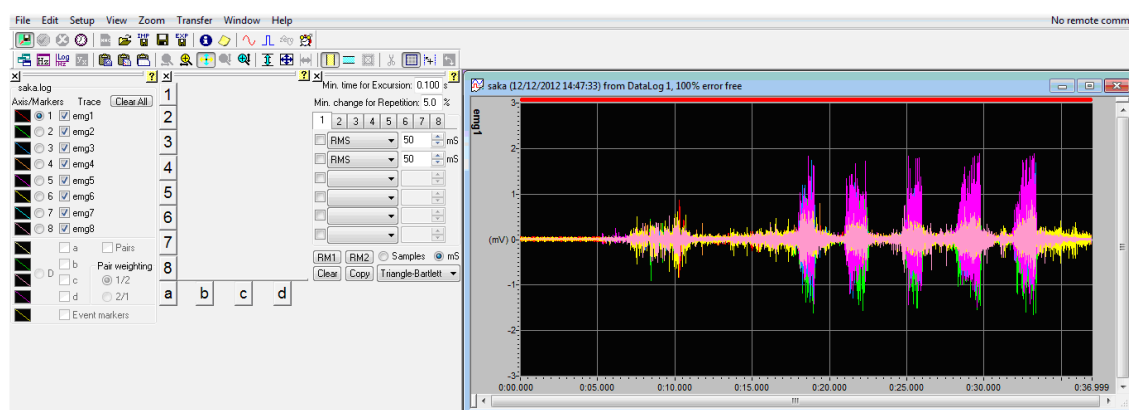 File Edit Setup View Zoom Transfer Window Help
No remote comm
IMP EXP
Log
Hz
saka.log
Axis/Markers Trace Clear All
1 emg1
2 emg2
3 emg3
4 emg4
5 emg5
6 emg6
7 emg7
8 emg8
a Pairs
b Pair weighting
D c 1/2
d 2/1
Event markers
1
2
3
4
5
6
7
8
a b c d
Min. time for Excursion: 0.100 s
Min. change for Repetition: 5.0 %
1 2 3 4 5 6 7 8
RMS 50 mS
RMS 50 mS
RM1 RM2 Samples mS
Clear Copy Triangle-Bartlett
saka (12/12/2012 14:47:33) from DataLog 1, 100% error free
emg1
3
2
1
(mV) 0
-1
-2
-3
0:00.000 0:05.000 0:10.000 0:15.000 0:20.000 0:25.000 0:30.000 0:36.999